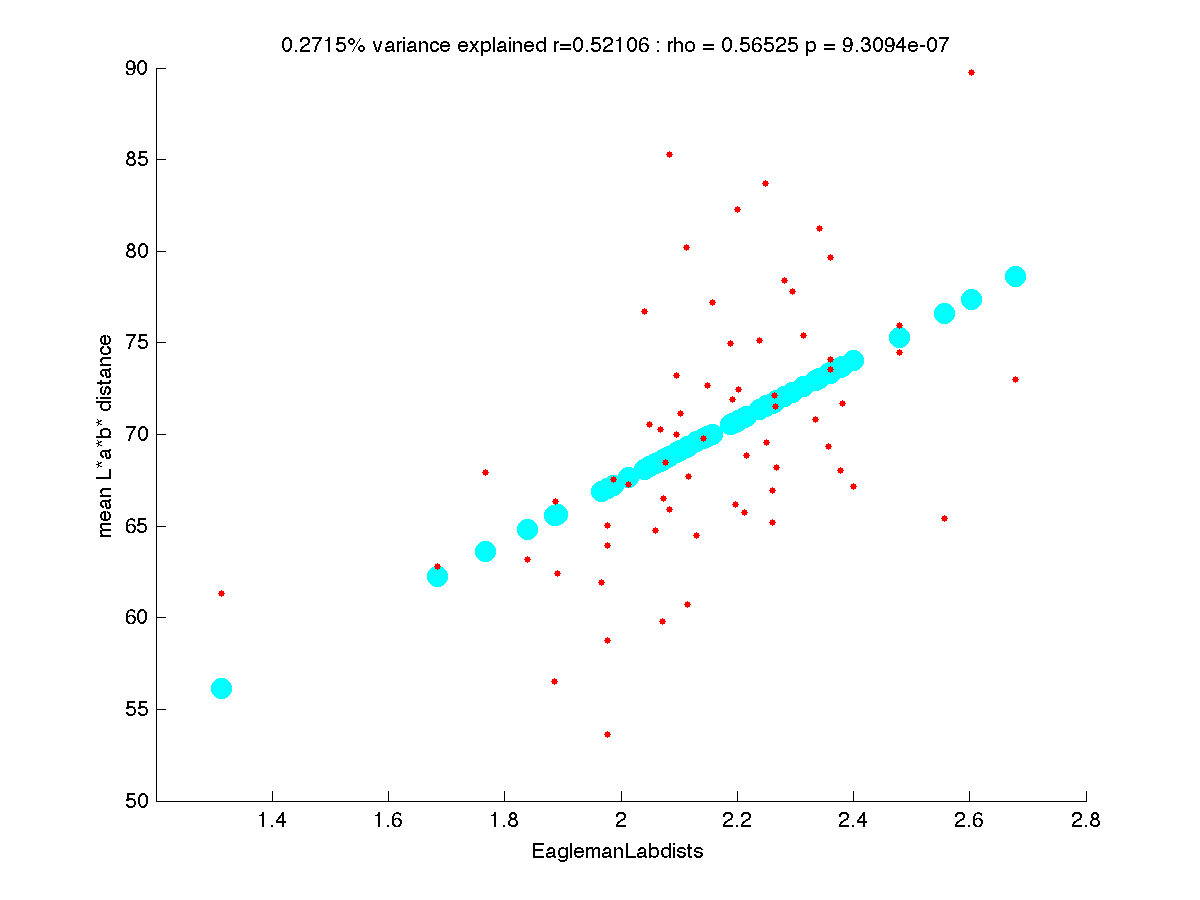 0.2715% variance explained r=0.52106 : rho = 0.56525 p = 9.3094e-07
90
85
80
75
70
65
60
55
50
mean L*a*b* distance
1.4 1.6 1.8 2 2.2 2.4 2.6 2.8
EaglemanLabdists